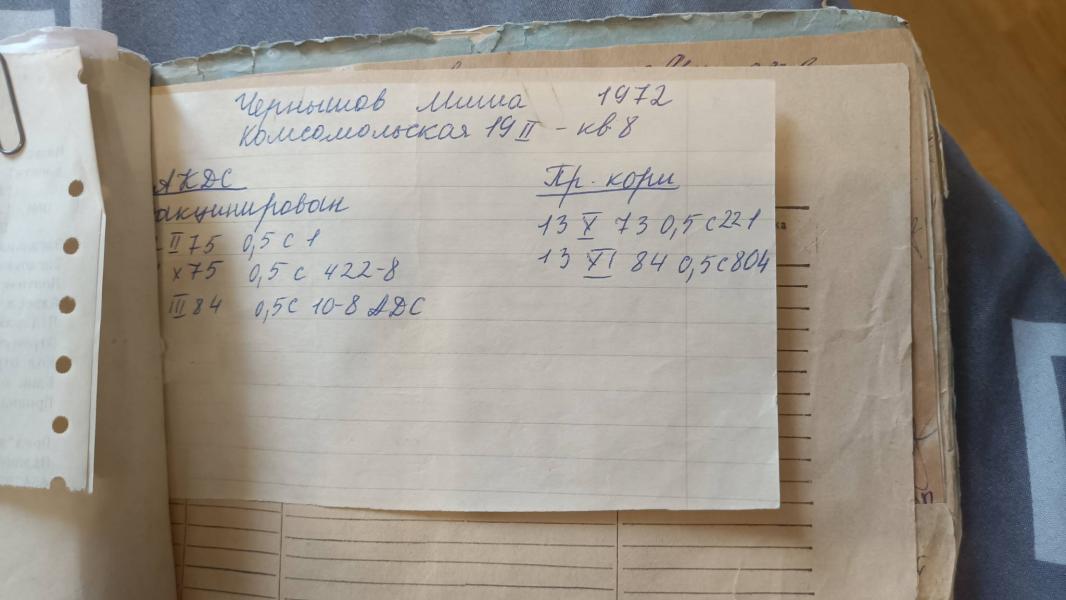 Чернышов Миша 1972
Комсомольская 19 II - кв 8
АКДС
акцинирован
II 75 0,5 с 1
х 75 0,5 с 422-8
III 84 0,5 с 10-8 АДС
Пр. кори
13 X 73 0,5 с 221
13 XI 84 0,5 с 804